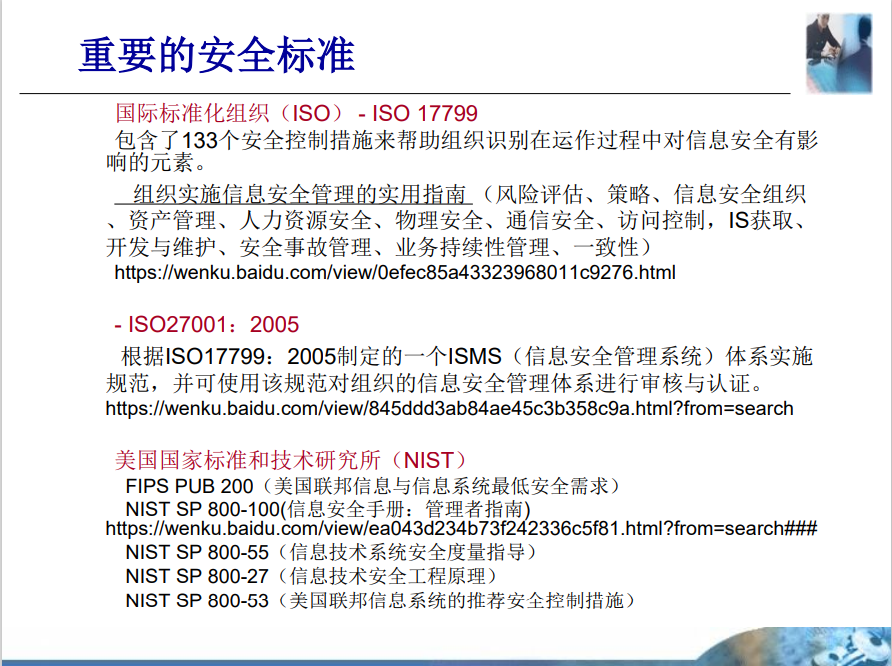 重要的安全标准
国际标准化组织（ISO） - ISO 17799
包含了133个安全控制措施来帮助组织识别在运作过程中对信息安全有影
响的元素。
组织实施信息安全管理的实用指南 （风险评估、策略、信息安全组织
、资产管理、人力资源安全、物理安全、通信安全、访问控制，IS获取、
开发与维护、安全事故管理、业务持续性管理、一致性）
https://wenku.baidu.com/view/0efec85a43323968011c9276.html
- ISO27001：2005
根据ISO17799：2005制定的一个ISMS（信息安全管理系统）体系实施
规范，并可使用该规范对组织的信息安全管理体系进行审核与认证。
https://wenku.baidu.com/view/845ddd3ab84ae45c3b358c9a.html?from=search
美国国家标准和技术研究所（NIST）
FIPS PUB 200（美国联邦信息与信息系统最低安全需求）
NIST SP 800-100(信息安全手册：管理者指南)
https://wenku.baidu.com/view/ea043d234b73f242336c5f81.html?from=search###
NIST SP 800-55（信息技术系统安全度量指导）
NIST SP 800-27（信息技术安全工程原理）
NIST SP 800-53（美国联邦信息系统的推荐安全控制措施）